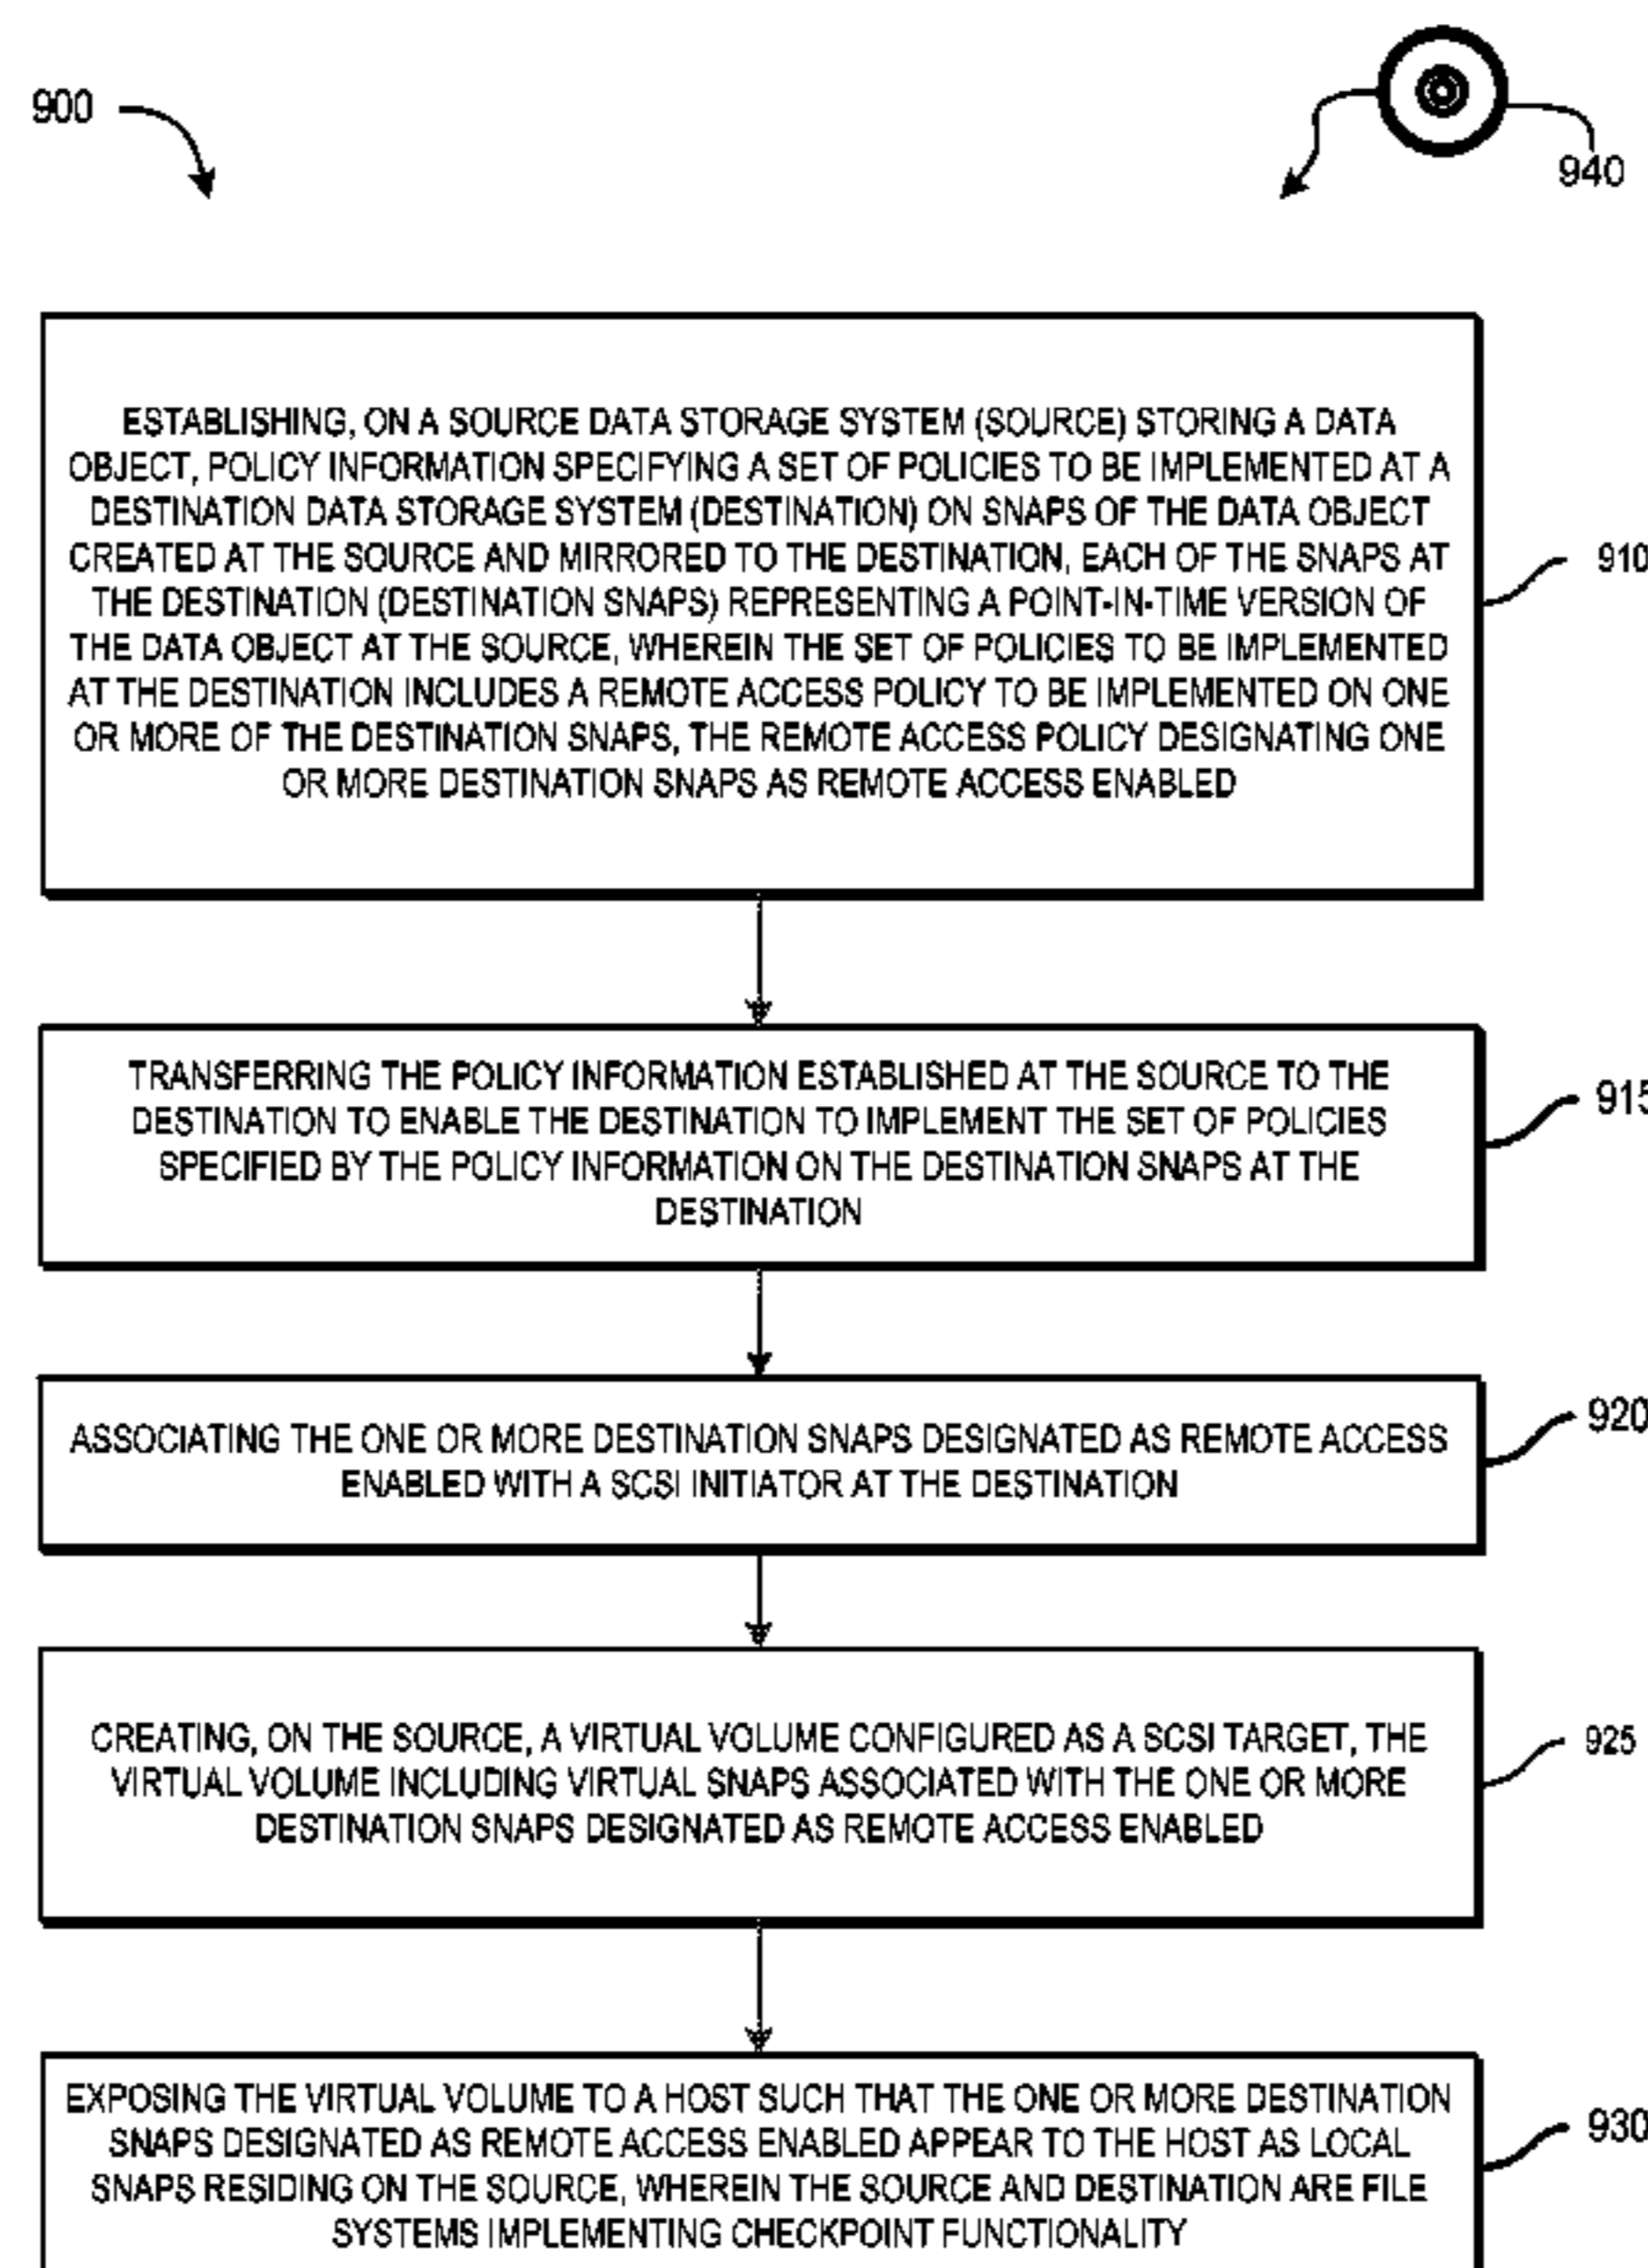 900
940
ESTABLISHING, ON A SOURCE DATA STORAGE SYSTEM (SOURCE) STORING A DATA
OBJECT, POLICY INFORMATION SPECIFYING A SET OF POLICIES TO BE IMPLEMENTED AT A
DESTINATION DATA STORAGE SYSTEM (DESTINATION) ON SNAPS OF THE DATA OBJECT
CREATED AT THE SOURCE AND MIRRORED TO THE DESTINATION, EACH OF THE SNAPS AT
THE DESTINATION (DESTINATION SNAPS) REPRESENTING A POINT-IN-TIME VERSION OF
THE DATA OBJECT AT THE SOURCE, WHEREIN THE SET OF POLICIES TO BE IMPLEMENTED
AT THE DESTINATION INCLUDES A REMOTE ACCESS POLICY TO BE IMPLEMENTED ON ONE
OR MORE OF THE DESTINATION SNAPS, THE REMOTE ACCESS POLICY DESIGNATING ONE
OR MORE DESTINATION SNAPS AS REMOTE ACCESS ENABLED
910
TRANSFERRING THE POLICY INFORMATION ESTABLISHED AT THE SOURCE TO THE
DESTINATION TO ENABLE THE DESTINATION TO IMPLEMENT THE SET OF POLICIES
SPECIFIED BY THE POLICY INFORMATION ON THE DESTINATION SNAPS AT THE
DESTINATION
915
ASSOCIATING THE ONE OR MORE DESTINATION SNAPS DESIGNATED AS REMOTE ACCESS
ENABLED WITH A SCSI INITIATOR AT THE DESTINATION
920
CREATING, ON THE SOURCE, A VIRTUAL VOLUME CONFIGURED AS A SCSI TARGET, THE
VIRTUAL VOLUME INCLUDING VIRTUAL SNAPS ASSOCIATED WITH THE ONE OR MORE
DESTINATION SNAPS DESIGNATED AS REMOTE ACCESS ENABLED
925
EXPOSING THE VIRTUAL VOLUME TO A HOST SUCH THAT THE ONE OR MORE DESTINATION
SNAPS DESIGNATED AS REMOTE ACCESS ENABLED APPEAR TO THE HOST AS LOCAL
SNAPS RESIDING ON THE SOURCE, WHEREIN THE SOURCE AND DESTINATION ARE FILE
SYSTEMS IMPLEMENTING CHECKPOINT FUNCTIONALITY
930